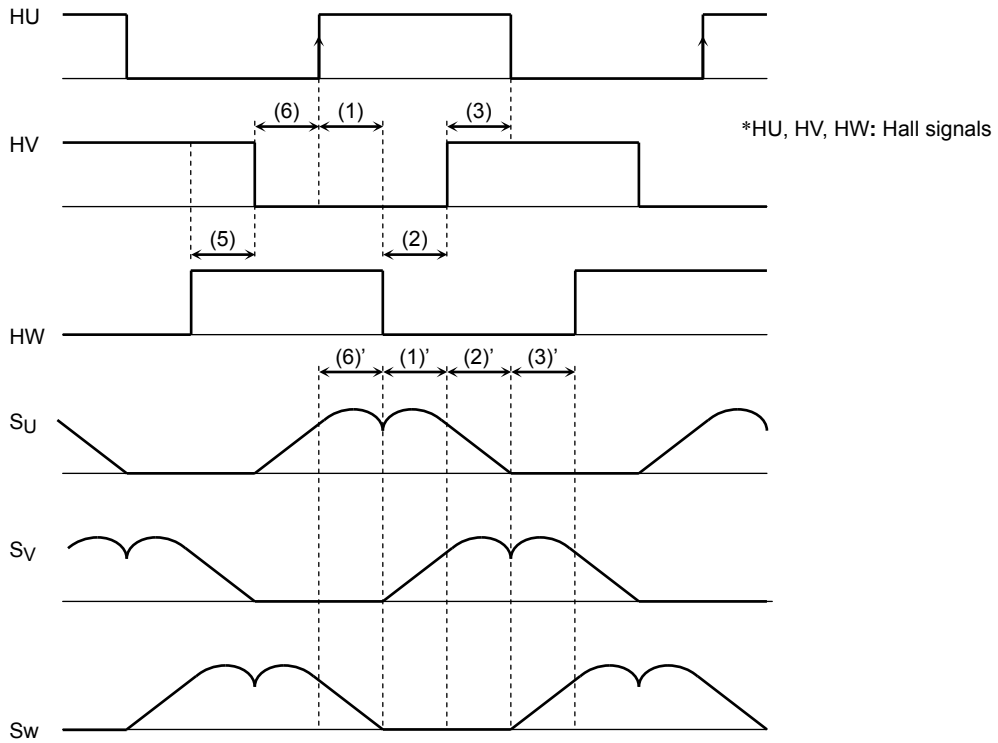 HU
(6) (1) (3)
HV
*HU, HV, HW: Hall signals
(5) (2)
HW
(6)’ (1)’ (2)’ (3)’
SU
SV
SW